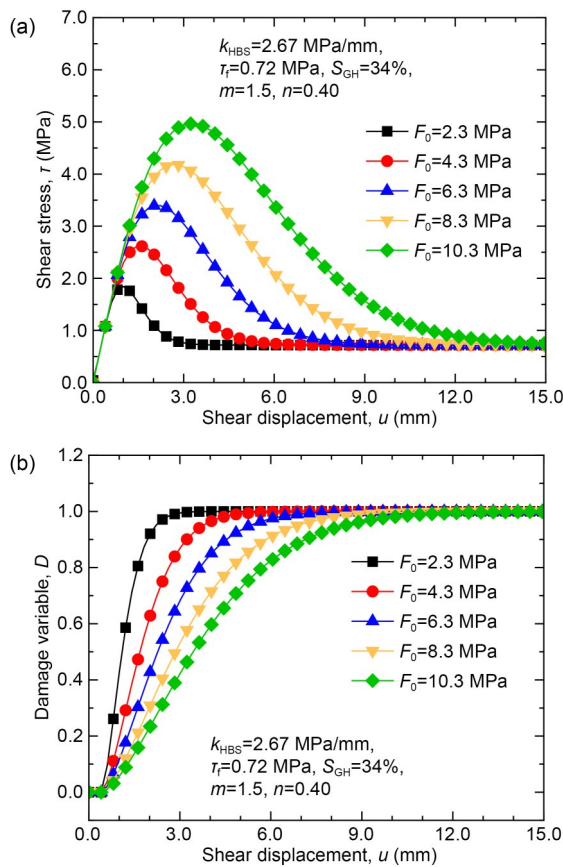 (a)
k_HBS=2.67 MPa/mm,
τ_f=0.72 MPa, S_GH=34%,
m=1.5, n=0.40
F_0=2.3 MPa
F_0=4.3 MPa
F_0=6.3 MPa
F_0=8.3 MPa
F_0=10.3 MPa
Shear stress, τ (MPa)
7.0
6.0
5.0
4.0
3.0
2.0
1.0
0.0
0.0 3.0 6.0 9.0 12.0 15.0
Shear displacement, u (mm)
(b)
Damage variable, D
1.2
1.0
0.8
0.6
0.4
0.2
0.0
F_0=2.3 MPa
F_0=4.3 MPa
F_0=6.3 MPa
F_0=8.3 MPa
F_0=10.3 MPa
k_HBS=2.67 MPa/mm,
τ_f=0.72 MPa, S_GH=34%,
m=1.5, n=0.40
0.0 3.0 6.0 9.0 12.0 15.0
Shear displacement, u (mm)